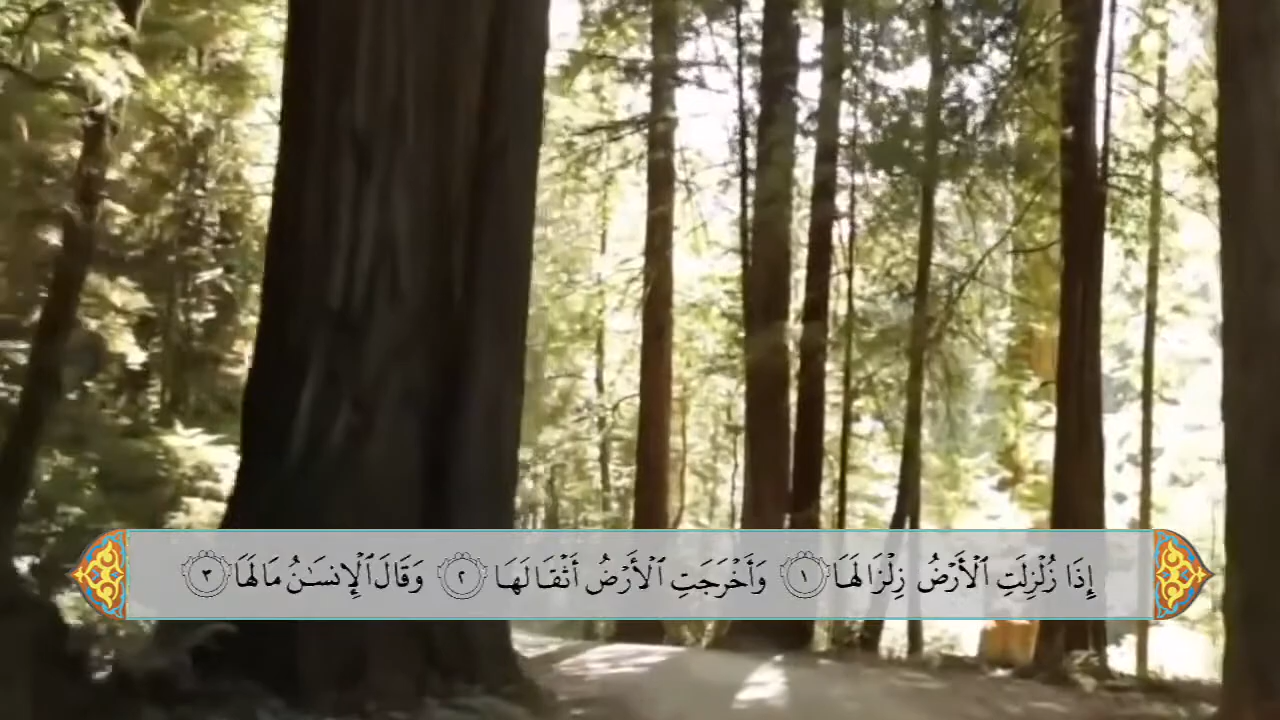 إِذَا زُلْزِلَتِ ٱلْأَرْضُ زِلْزَالَهَا ١ وَأَخْرَجَتِ ٱلْأَرْضُ أَثْقَالَهَا ٢ وَقَالَ ٱلْإِنسَـٰنُ مَا لَهَا ٣